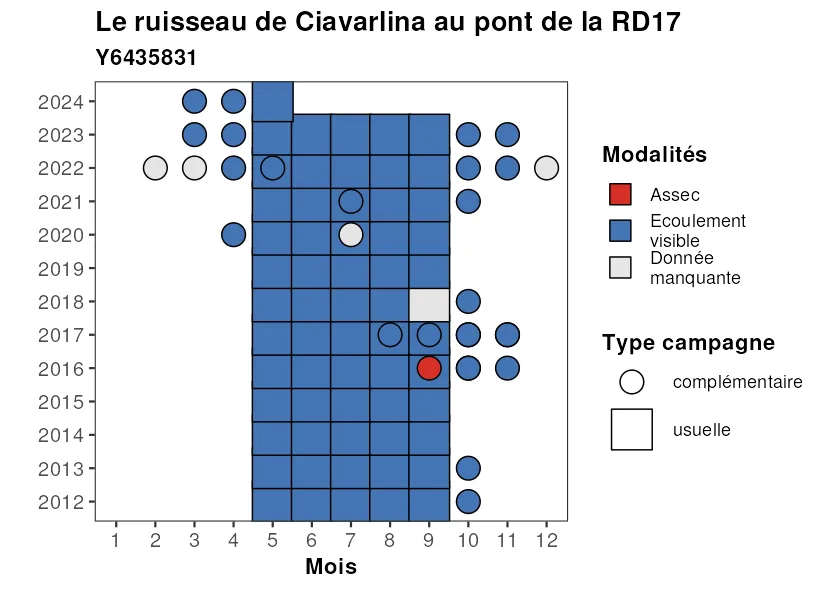 Le ruisseau de Ciavarlina au pont de la RD17
Y6435831
2024
2023
2022
2021
2020
2019
2018
2017
2016
2015
2014
2013
2012
1 2 3 4 5 6 7 8 9 10 11 12
Mois
Modalités
Assec
Ecoulement
visible
Donnée
manquante
Type campagne
complémentaire
usuelle